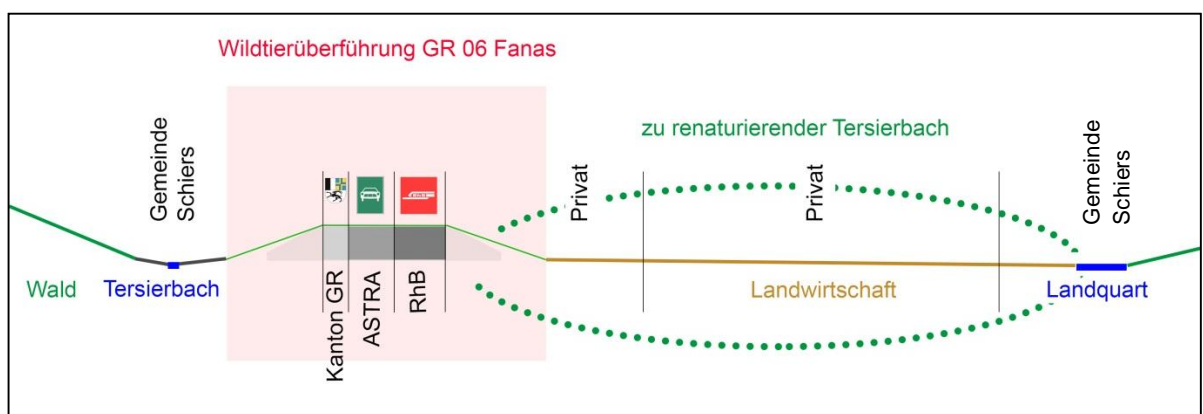 Wildtierüberführung GR 06 Fanas
Gemeinde
Schiers
zu renaturierender Tersierbach
Privat
Privat
Gemeinde
Schiers
Wald
Tersierbach
Kanton GR
ASTRA
RhB
Landwirtschaft
Landquart